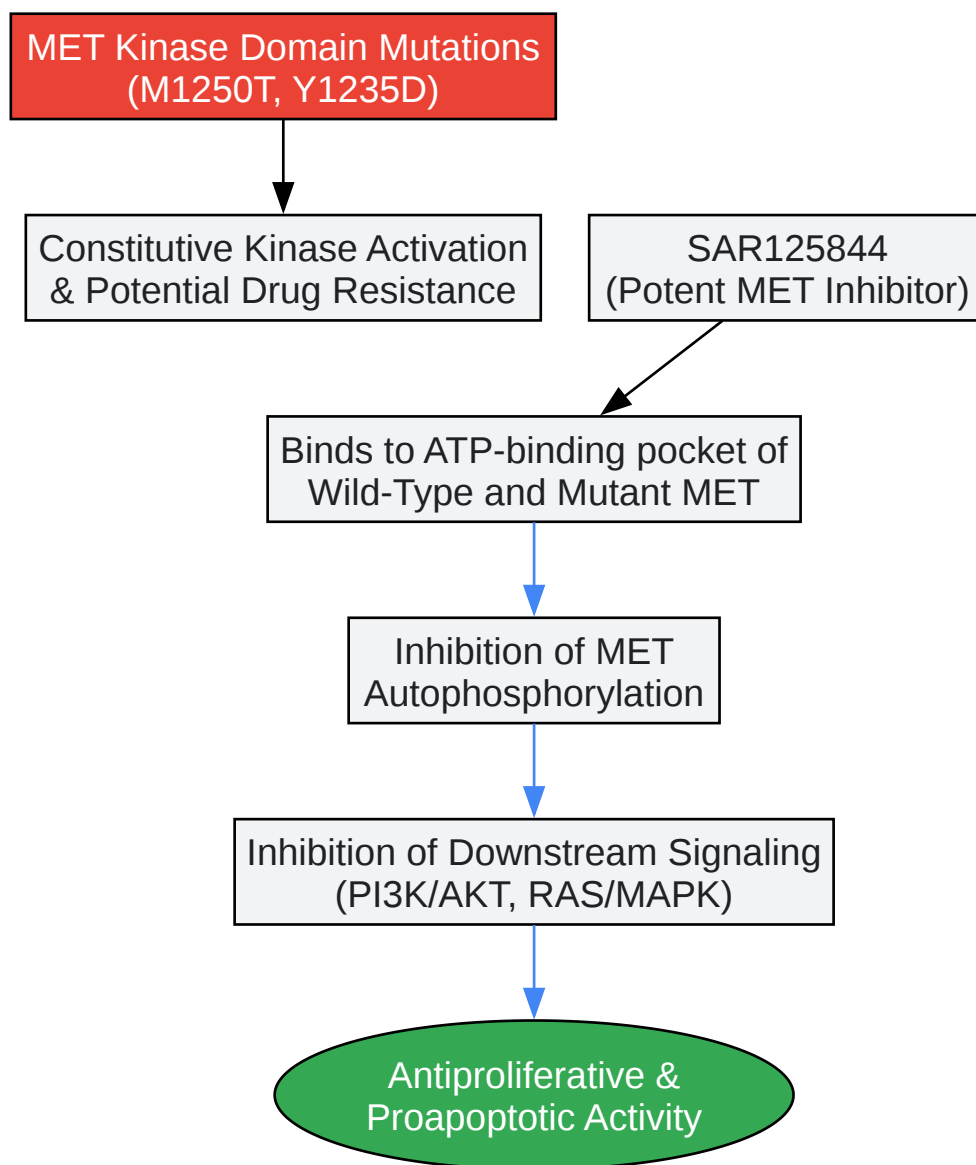 MET Kinase Domain Mutations
(M1250T, Y1235D)
Constitutive Kinase Activation
& Potential Drug Resistance
SAR125844
(Potent MET Inhibitor)
Binds to ATP-binding pocket of
Wild-Type and Mutant MET
Inhibition of MET
Autophosphorylation
Inhibition of Downstream Signaling
(PI3K/AKT, RAS/MAPK)
Antiproliferative &
Proapoptotic Activity